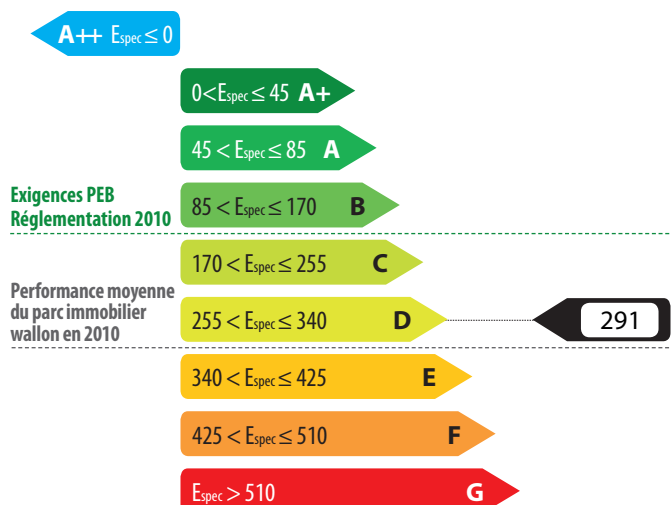 A++ Espec ≤ 0
0<Espec ≤ 45 A+
45 < Espec ≤ 85 A
Exigences PEB
Réglementation 2010
85 < Espec ≤ 170 B
170 < Espec ≤ 255 C
Performance moyenne
du parc immobilier
wallon en 2010
255 < Espec ≤ 340 D
291
340 < Espec ≤ 425 E
425 < Espec ≤ 510 F
Espec > 510 G